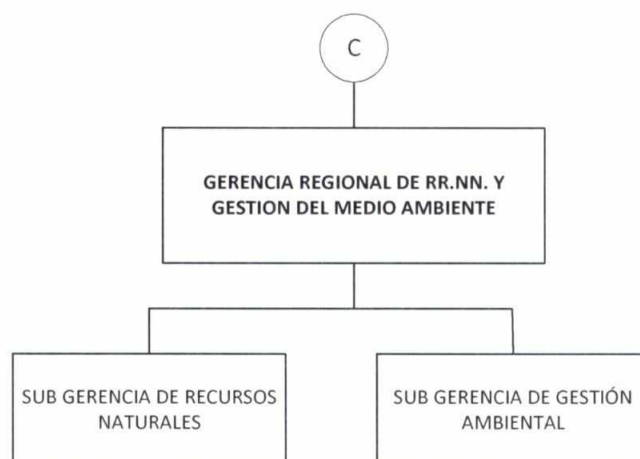 C
GERENCIA REGIONAL DE RR.NN. Y
GESTION DEL MEDIO AMBIENTE
SUB GERENCIA DE RECURSOS
NATURALES
SUB GERENCIA DE GESTIÓN
AMBIENTAL